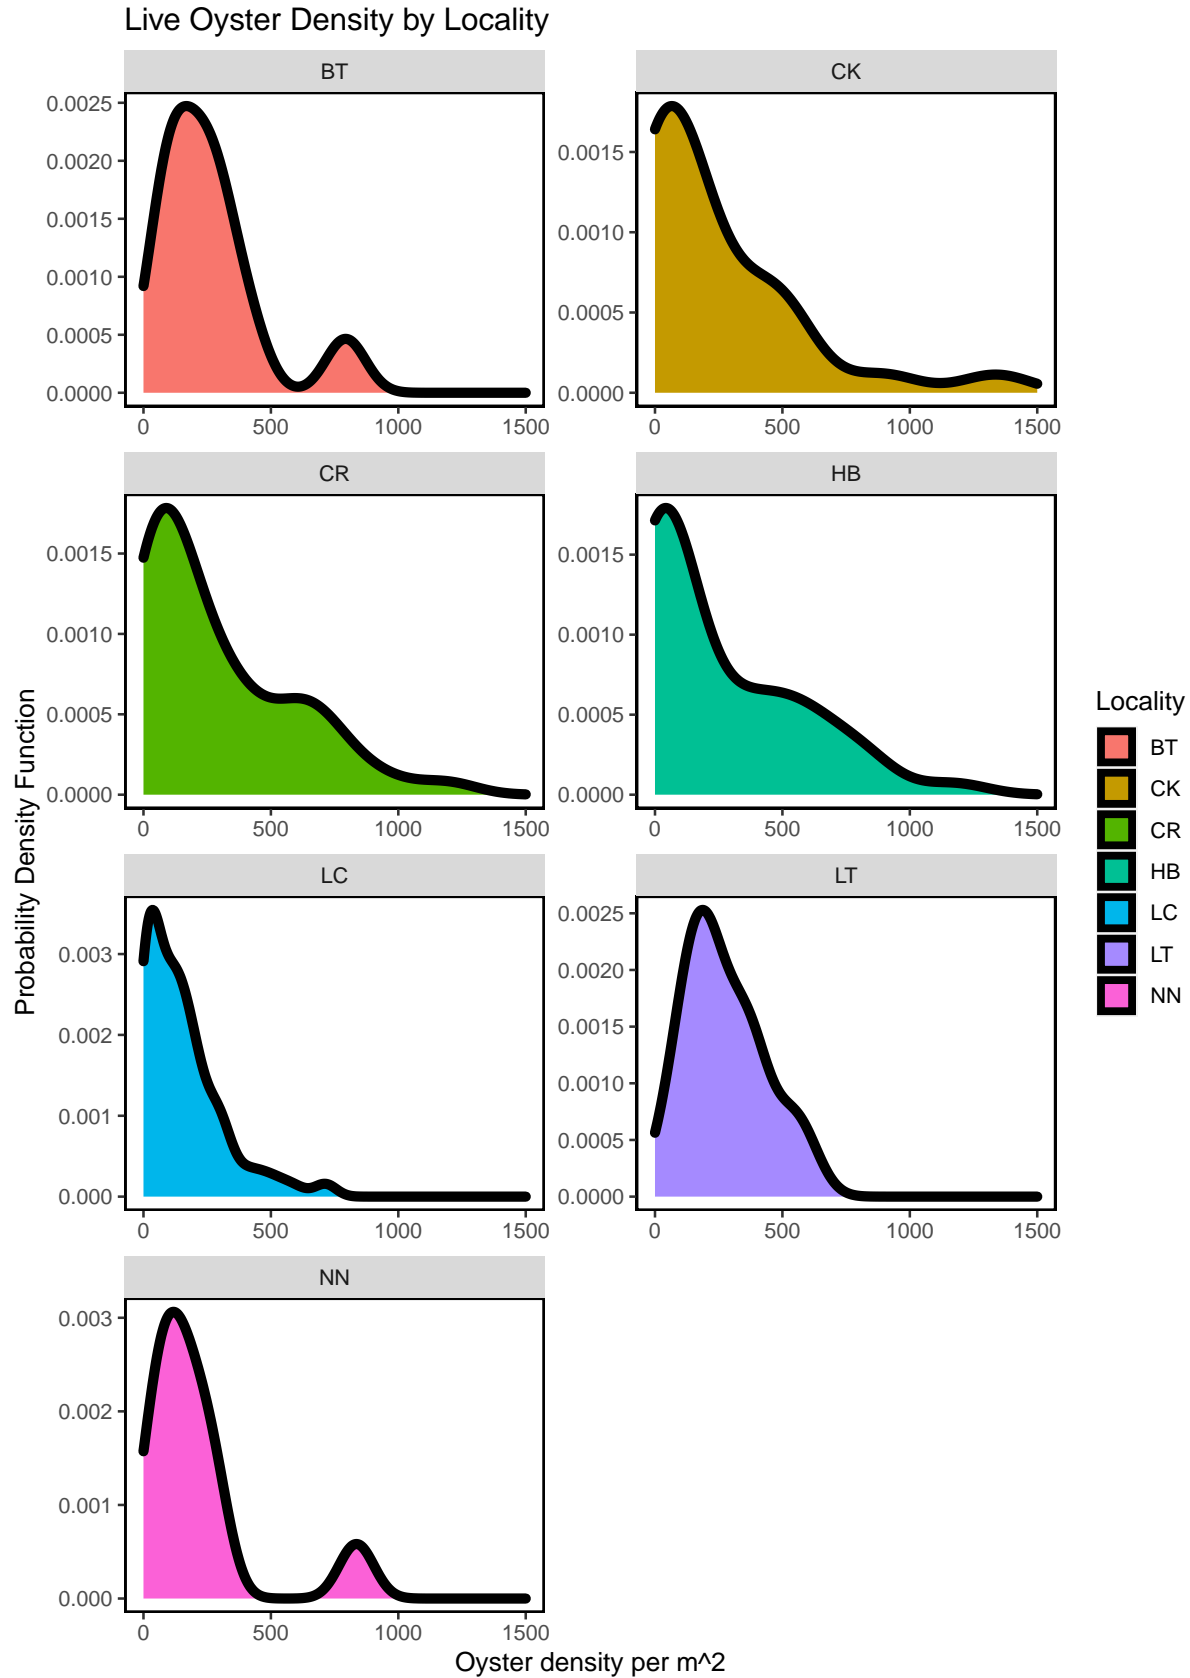 Live Oyster Density by Locality
BT
CK
0.0025
0.0020
0.0015
0.0010
0.0005
0.0000
0.0015
0.0010
0.0005
0.0000
0 500 1000 1500
0 500 1000 1500
CR
HB
0.0015
0.0010
0.0005
0.0000
0.0015
0.0010
0.0005
0.0000
0 500 1000 1500
0 500 1000 1500
LC
LT
0.003
0.002
0.001
0.000
0.0025
0.0020
0.0015
0.0010
0.0005
0.0000
0 500 1000 1500
0 500 1000 1500
NN
0.003
0.002
0.001
0.000
0 500 1000 1500
Oyster density per m^2
Probability Density Function
Locality
BT
CK
CR
HB
LC
LT
NN